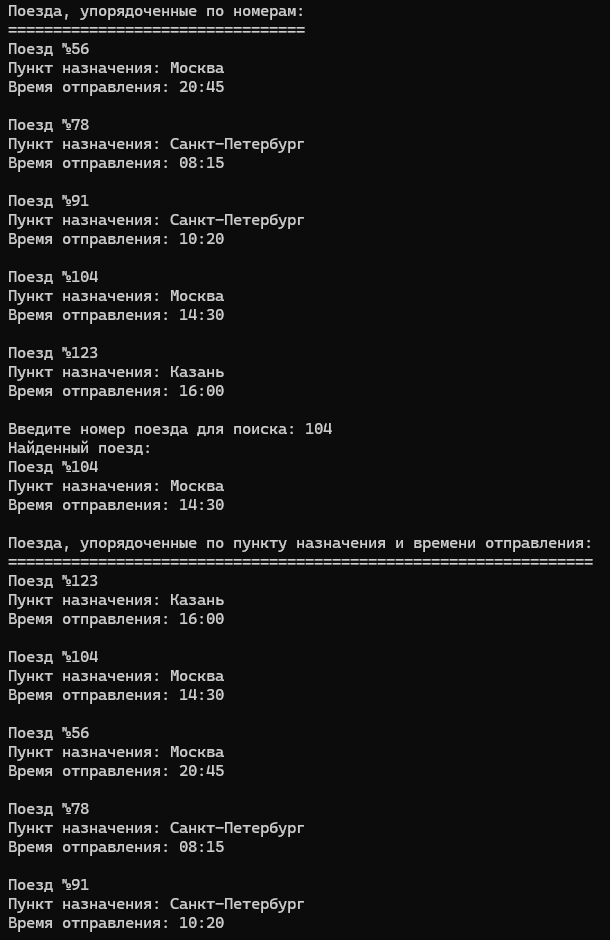 Поезда, упорядоченные по номерам:
=================================
Поезд №56
Пункт назначения: Москва
Время отправления: 20:45
Поезд №78
Пункт назначения: Санкт-Петербург
Время отправления: 08:15
Поезд №91
Пункт назначения: Санкт-Петербург
Время отправления: 10:20
Поезд №104
Пункт назначения: Москва
Время отправления: 14:30
Поезд №123
Пункт назначения: Казань
Время отправления: 16:00
Введите номер поезда для поиска: 104
Найденный поезд:
Поезд №104
Пункт назначения: Москва
Время отправления: 14:30
Поезда, упорядоченные по пункту назначения и времени отправления:
=================================================================
Поезд №123
Пункт назначения: Казань
Время отправления: 16:00
Поезд №104
Пункт назначения: Москва
Время отправления: 14:30
Поезд №56
Пункт назначения: Москва
Время отправления: 20:45
Поезд №78
Пункт назначения: Санкт-Петербург
Время отправления: 08:15
Поезд №91
Пункт назначения: Санкт-Петербург
Время отправления: 10:20